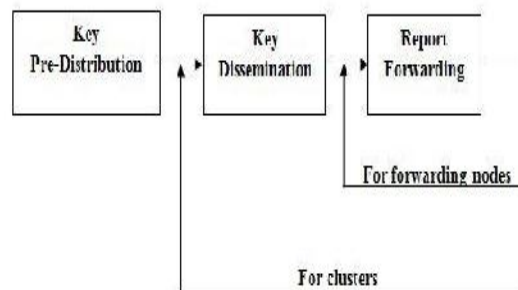 Key
Pre-Distribution
Key
Dissemination
Report
Forwarding
For forwarding nodes
For clusters